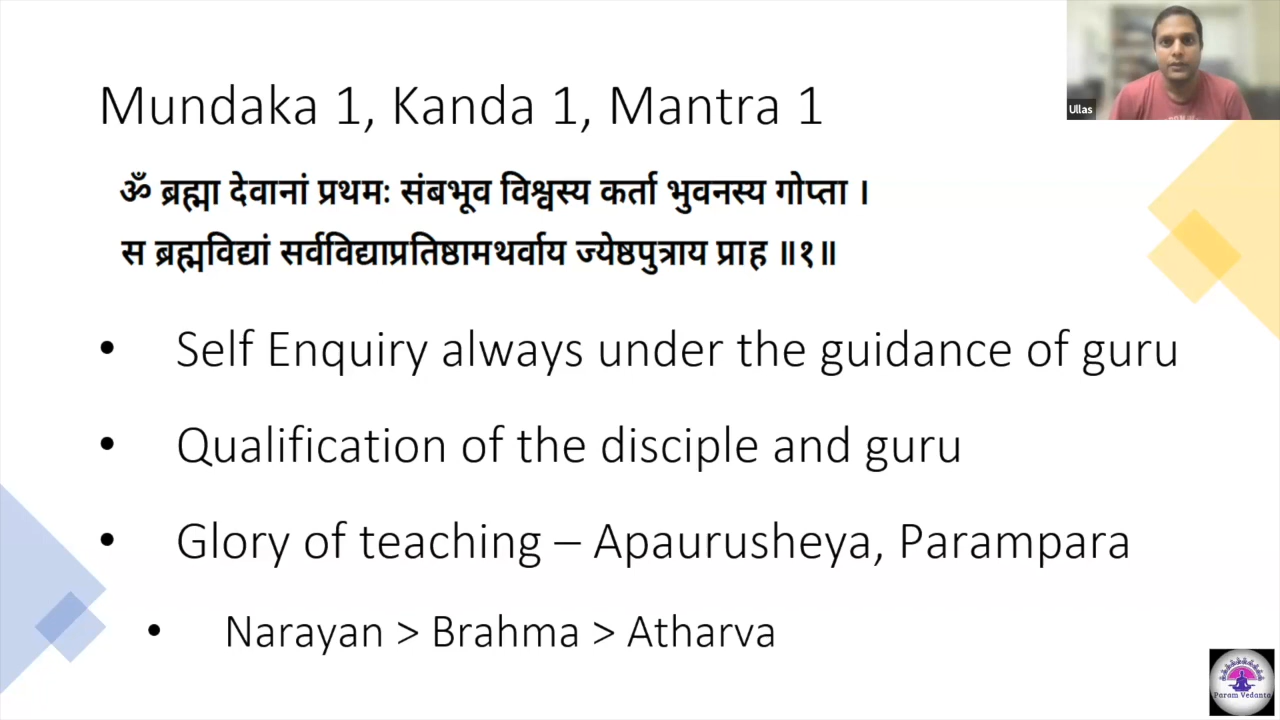 Mundaka 1, Kanda 1, Mantra 1
ॐ ब्रह्मा देवानां प्रथमः संबभूव विश्वस्य कर्ता भुवनस्य गोप्ता ।
स ब्रह्मविद्यां सर्वविद्याप्रतिष्ठामथर्वाय ज्येष्ठपुत्राय प्राह ॥१॥
• Self Enquiry always under the guidance of guru
• Qualification of the disciple and guru
• Glory of teaching – Apaurusheya, Parampara
• Narayan > Brahma > Atharva
Ullas
Param Vedanta